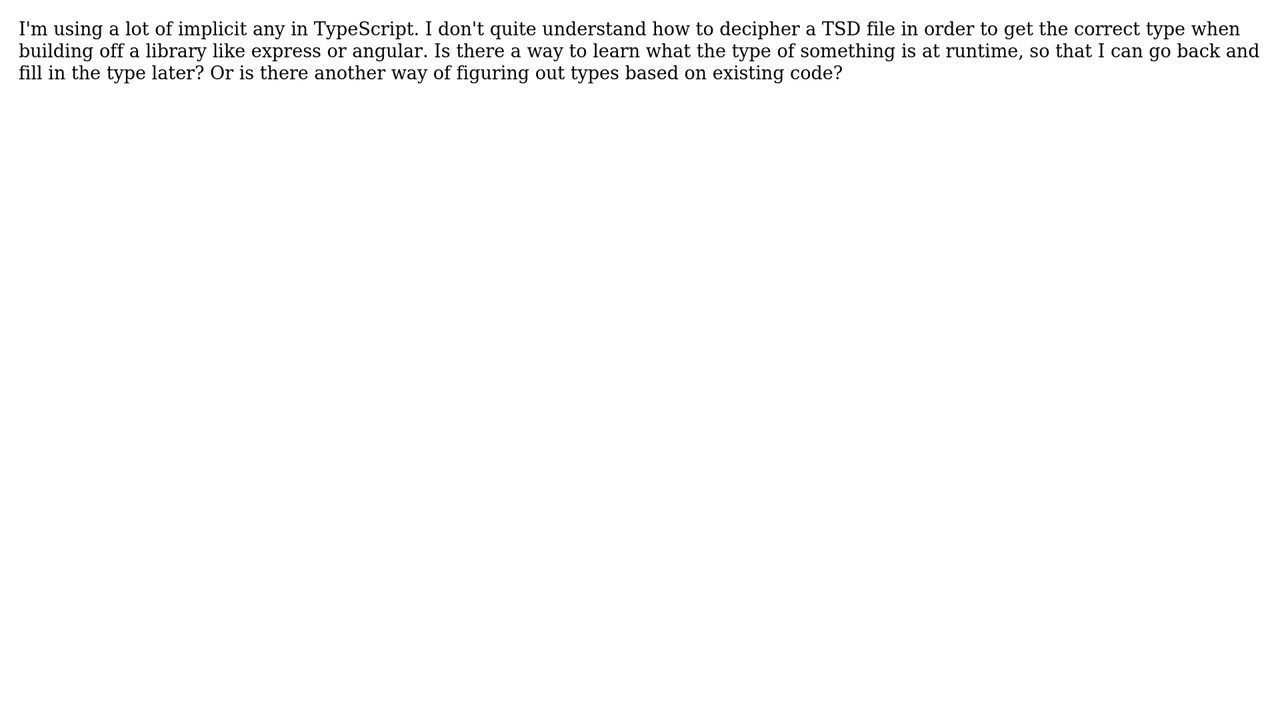 I'm using a lot of implicit any in TypeScript. I don't quite understand how to decipher a TSD file in order to get the correct type when
building off a library like express or angular. Is there a way to learn what the type of something is at runtime, so that I can go back and
fill in the type later? Or is there another way of figuring out types based on existing code?